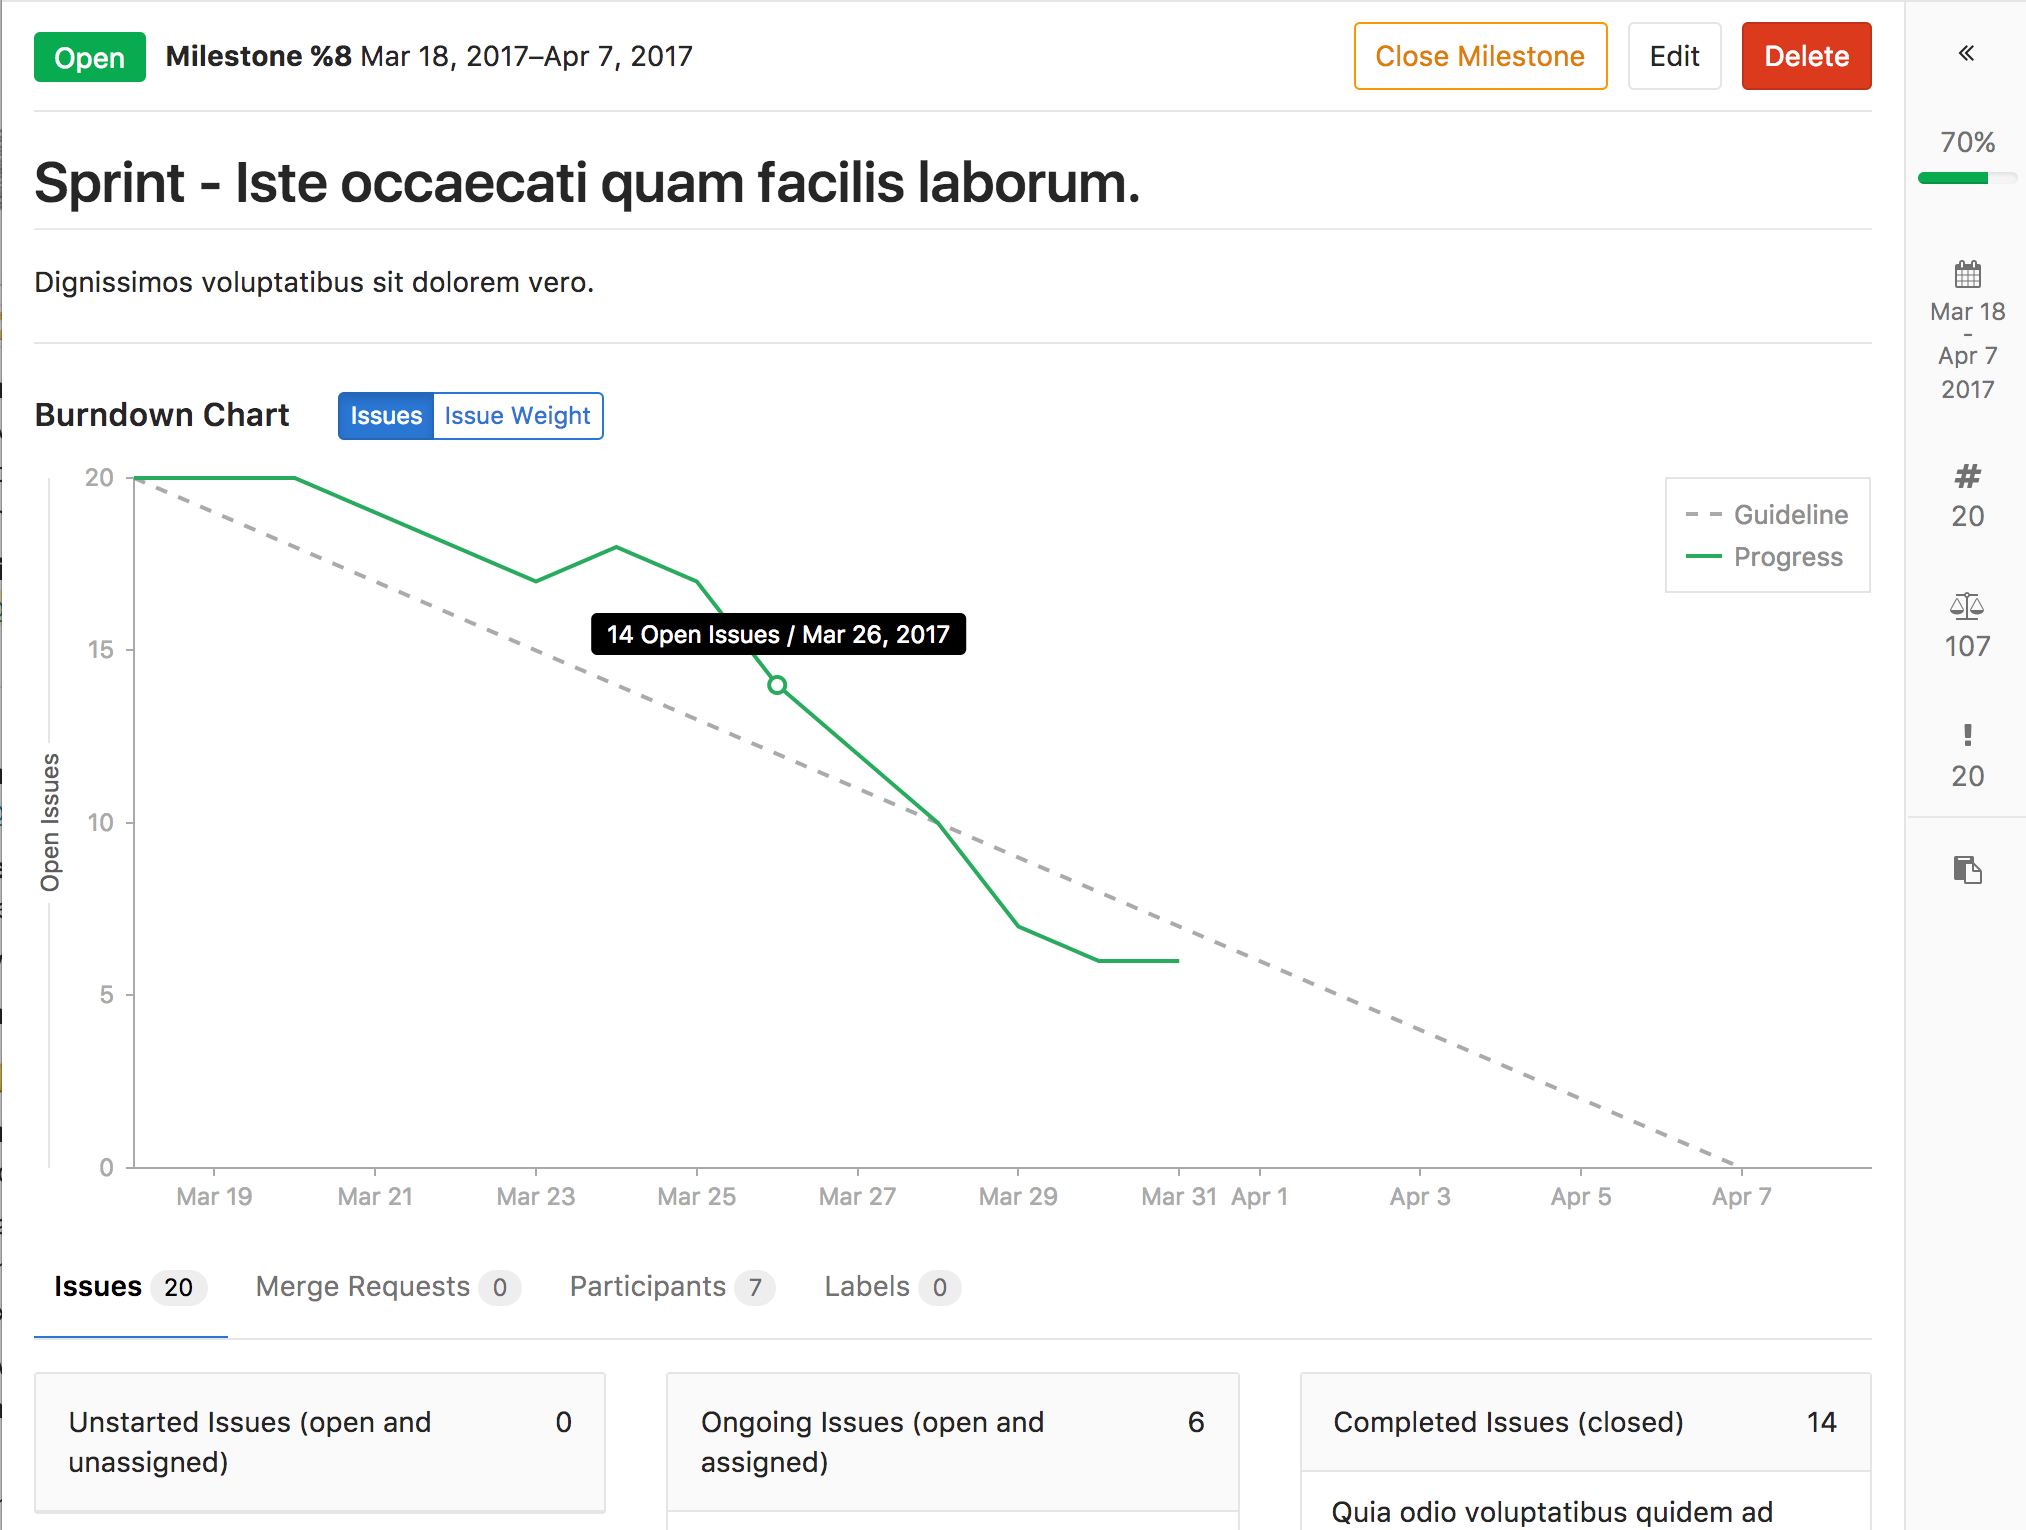 Open Milestone %8 Mar 18, 2017–Apr 7, 2017 Close Milestone Edit Delete «
70%
Sprint - Iste occaecati quam facilis laborum.
Dignissimos voluptatibus sit dolorem vero.
Mar 18
-
Apr 7
2017
Burndown Chart Issues Issue Weight
20
15
10
5
0
Open Issues
Guideline
Progress
14 Open Issues / Mar 26, 2017
Mar 19 Mar 21 Mar 23 Mar 25 Mar 27 Mar 29 Mar 31 Apr 1 Apr 3 Apr 5 Apr 7
#
20
107
!
20
Issues 20 Merge Requests 0 Participants 7 Labels 0
Unstarted Issues (open and 0
unassigned)
Ongoing Issues (open and 6
assigned)
Completed Issues (closed) 14
Quia odio voluptatibus quidem ad